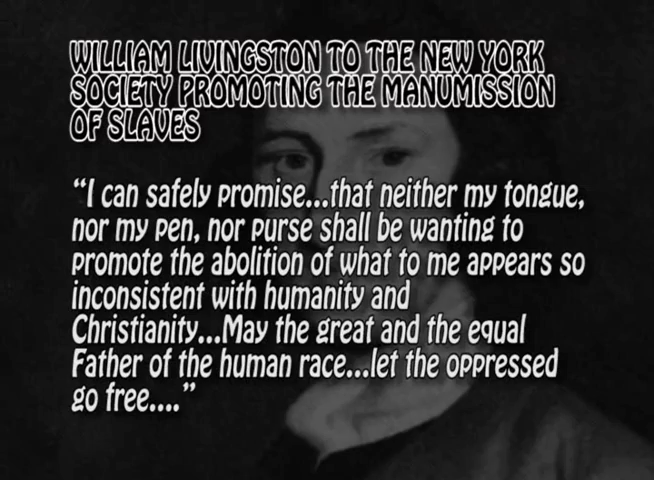 WILLIAM LIVINGSTON TO THE NEW YORK
SOCIETY PROMOTING THE MANUMISSION
OF SLAVES
“I can safely promise...that neither my tongue,
nor my pen, nor purse shall be wanting to
promote the abolition of what to me appears so
inconsistent with humanity and
Christianity...May the great and the equal
Father of the human race...let the oppressed
go free....”